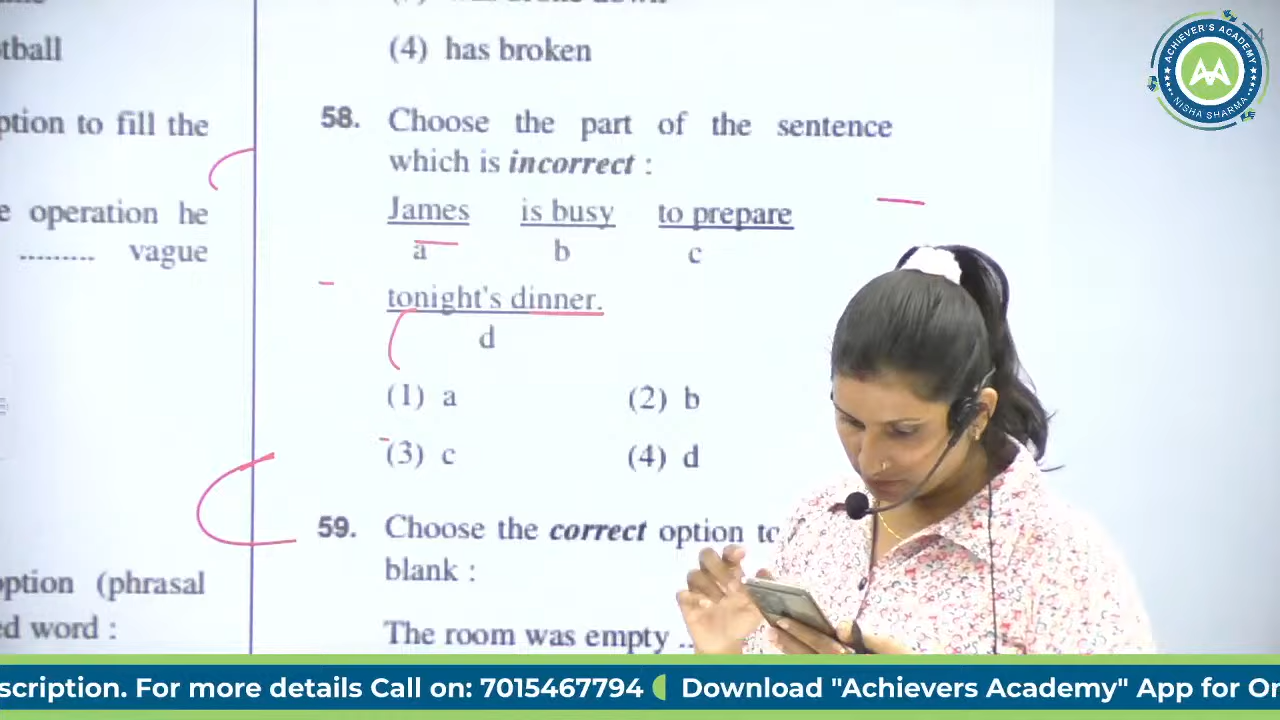 tball
ption to fill the
e operation he
......... vague
option (phrasal
ed word :
(4) has broken
58. Choose the part of the sentence
which is incorrect :
James is busy to prepare
a b c
tonight's dinner.
d
(1) a (2) b
(3) c (4) d
59. Choose the correct option to
blank :
The room was empty ..
ACHIEVER'S ACADEMY
NISHA SHARMA
scription. For more details Call on: 7015467794 Download "Achievers Academy" App for On